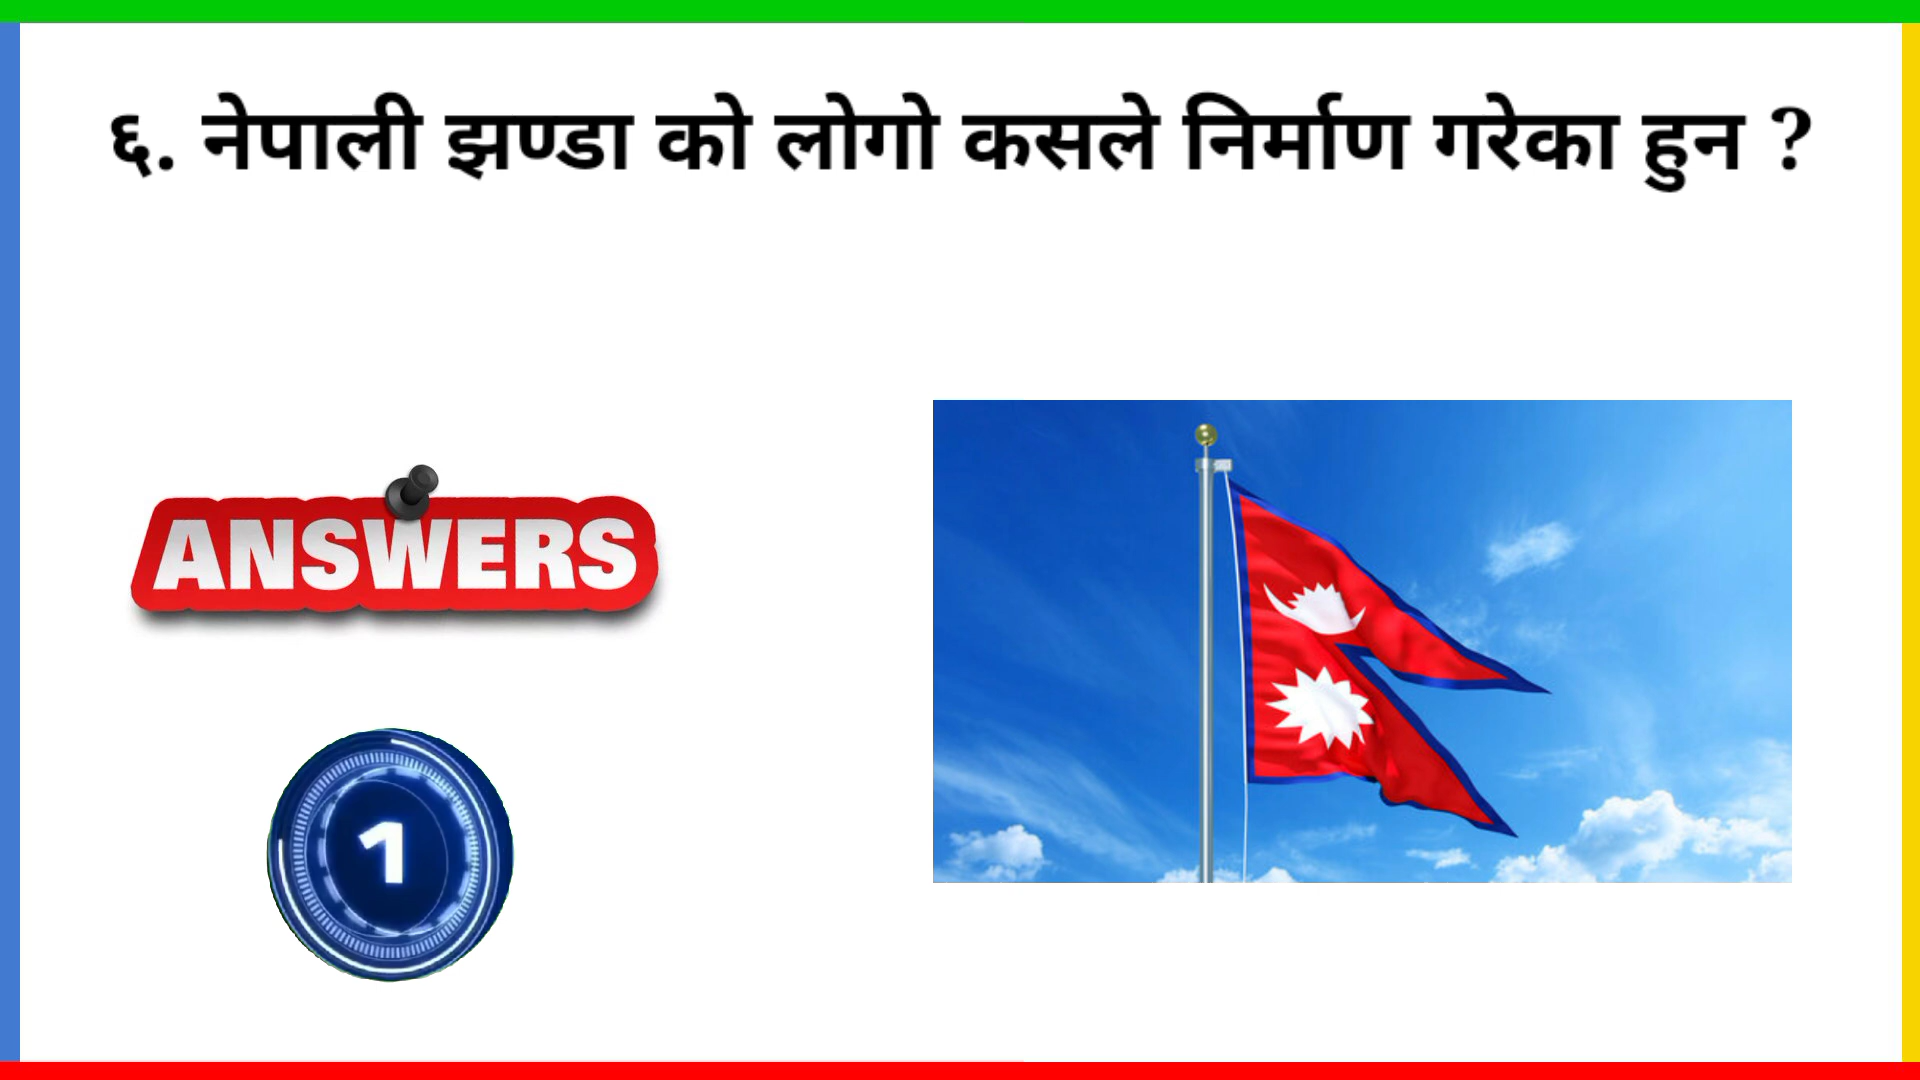 ६. नेपाली झण्डा को लोगो कसले निर्माण गरेका हुन ?
ANSWERS
1